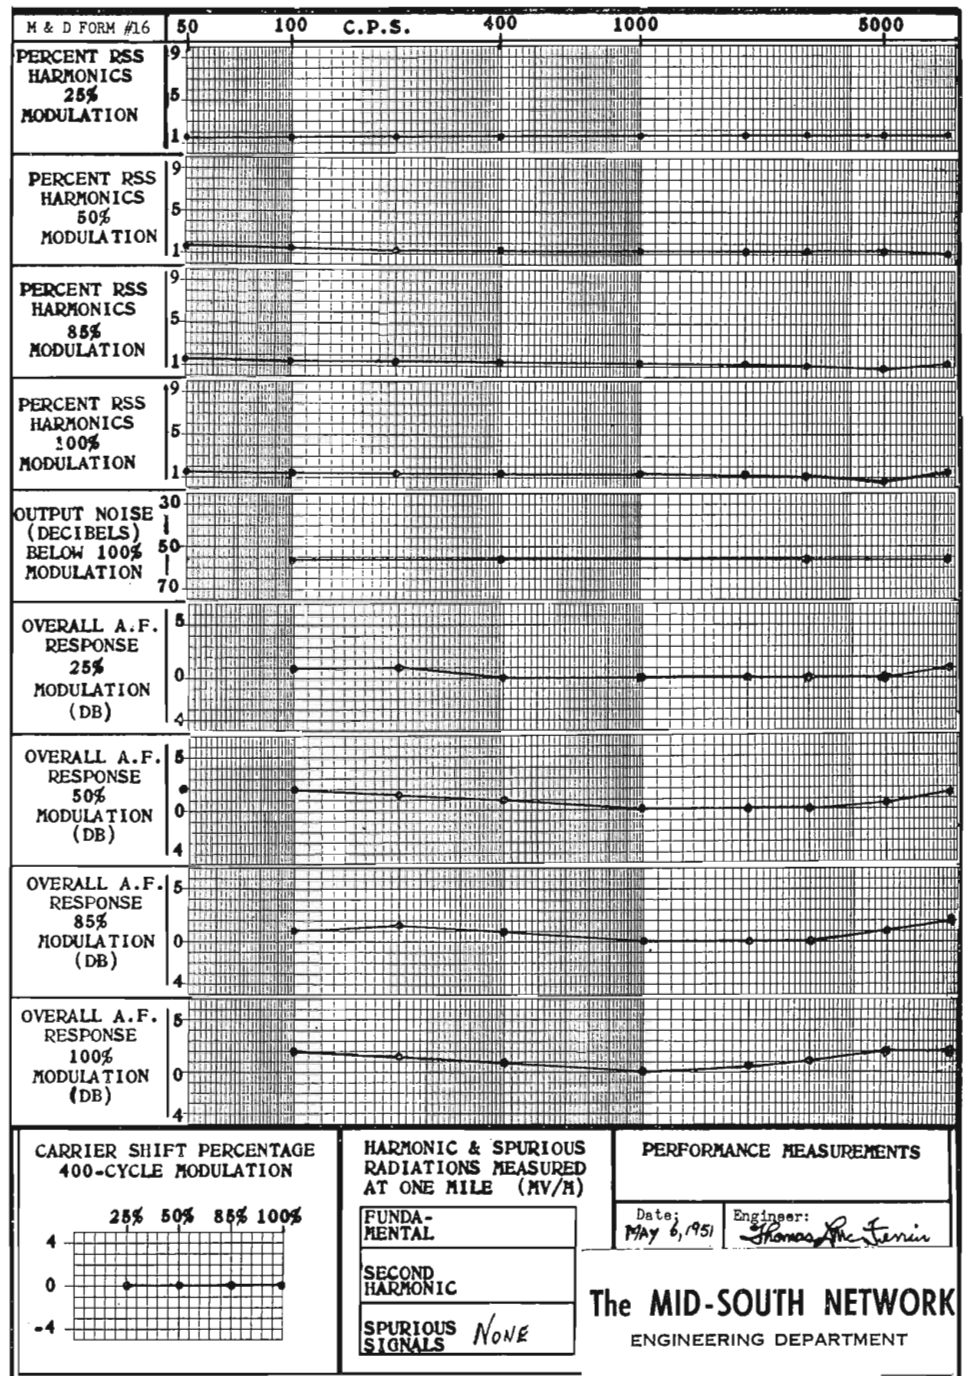 M & D FORM #16
50 100 C.P.S. 400 1000 5000
PERCENT RSS
HARMONICS
25%
MODULATION
9
5
1
PERCENT RSS
HARMONICS
50%
MODULATION
9
5
1
PERCENT RSS
HARMONICS
85%
MODULATION
9
5
1
PERCENT RSS
HARMONICS
100%
MODULATION
9
5
1
OUTPUT NOISE
(DECIBELS)
BELOW 100%
MODULATION
30
50
70
OVERALL A.F.
RESPONSE
25%
MODULATION
(DB)
5
0
4
OVERALL A.F.
RESPONSE
50%
MODULATION
(DB)
5
0
4
OVERALL A.F.
RESPONSE
85%
MODULATION
(DB)
5
0
4
OVERALL A.F.
RESPONSE
100%
MODULATION
(DB)
5
0
4
CARRIER SHIFT PERCENTAGE
400-CYCLE MODULATION
25% 50% 85% 100%
4
0
-4
HARMONIC & SPURIOUS
RADIATIONS MEASURED
AT ONE MILE (MV/M)
FUNDA-
MENTAL
SECOND
HARMONIC
SPURIOUS
SIGNALS NONE
PERFORMANCE MEASUREMENTS
Date:
MAY 6, 1951
Engineer:
Thomas L. McFerrin
The MID-SOUTH NETWORK
ENGINEERING DEPARTMENT